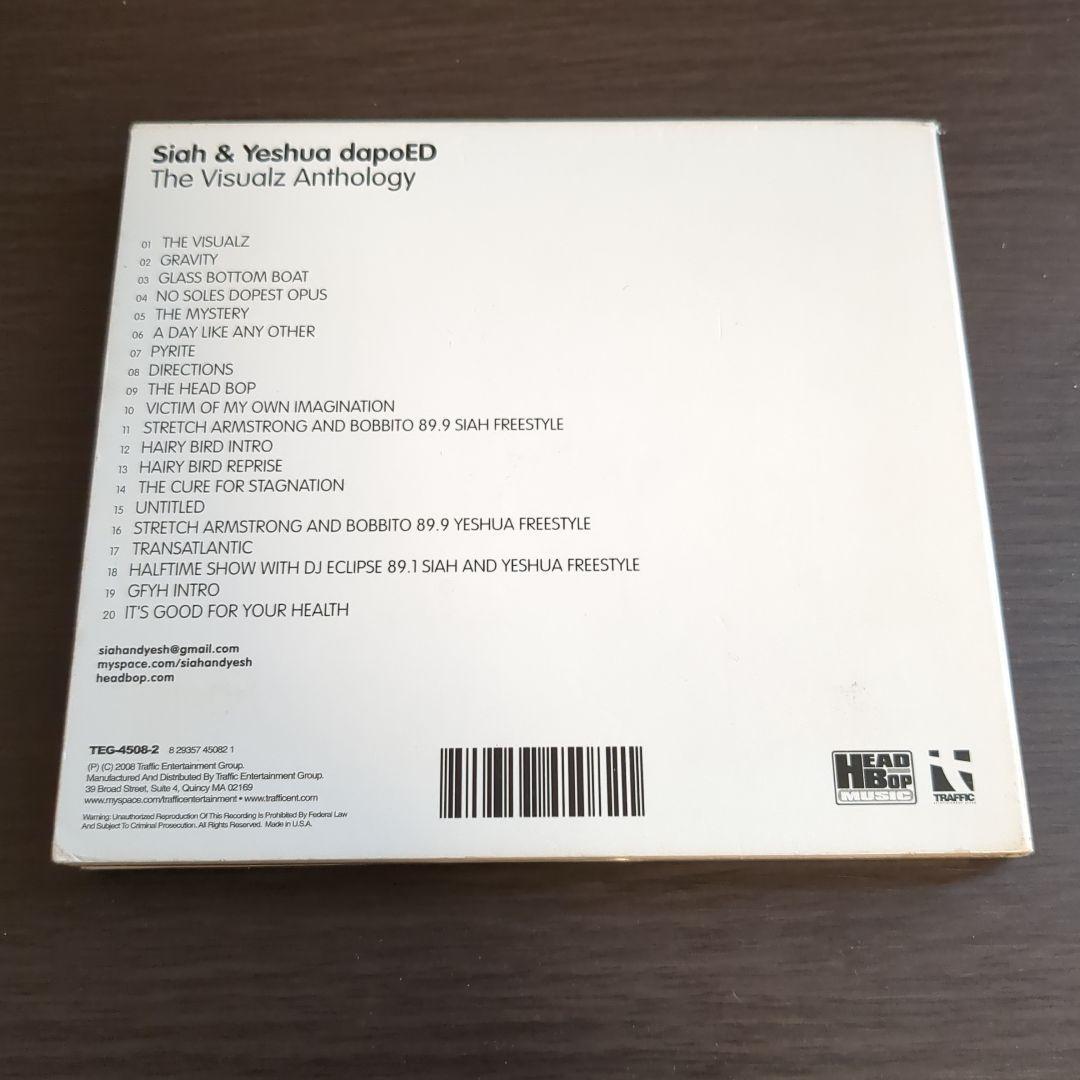 Siah & Yeshua dapoED
The Visualz Anthology
01 THE VISUALZ
02 GRAVITY
03 GLASS BOTTOM BOAT
04 NO SOLES DOPEST OPUS
05 THE MYSTERY
06 A DAY LIKE ANY OTHER
07 PYRITE
08 DIRECTIONS
09 THE HEAD BOP
10 VICTIM OF MY OWN IMAGINATION
11 STRETCH ARMSTRONG AND BOBBITO 89.9 SIAH FREESTYLE
12 HAIRY BIRD INTRO
13 HAIRY BIRD REPRISE
14 THE CURE FOR STAGNATION
15 UNTITLED
16 STRETCH ARMSTRONG AND BOBBITO 89.9 YESHUA FREESTYLE
17 TRANSATLANTIC
18 HALFTIME SHOW WITH DJ ECLIPSE 89.1 SIAH AND YESHUA FREESTYLE
19 GFYH INTRO
20 IT'S GOOD FOR YOUR HEALTH
siahandyesh@gmail.com
myspace.com/siahandyesh
headbop.com
TEG-4508-2 8 29357 45082 1
(P) (C) 2008 Traffic Entertainment Group.
Manufactured And Distributed By Traffic Entertainment Group.
39 Broad Street, Suite 4, Quincy MA 02169
www.myspace.com/trafficentertainment • www.trafficent.com
Warning: Unauthorized Reproduction Of This Recording Is Prohibited By Federal Law
And Subject To Criminal Prosecution. All Rights Reserved. Made in U.S.A.
HEAD
BOP
MUSIC
TRAFFIC